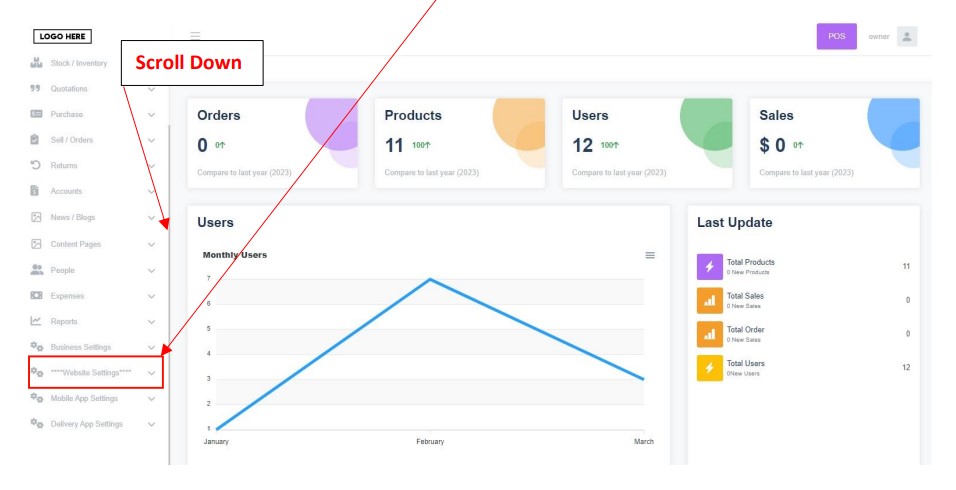 LOGO HERE
POS
owner
Scroll Down
Stock / Inventory
Quotations
Purchase
Sell / Orders
Returns
Accounts
News / Blogs
Content Pages
People
Expenses
Reports
Business Settings
****Website Settings****
Mobile App Settings
Delivery App Settings
Orders
0 0↑
Compare to last year (2023)
Products
11 100↑
Compare to last year (2023)
Users
12 100↑
Compare to last year (2023)
Sales
$ 0 0↑
Compare to last year (2023)
Users
Monthly Users
7
6
5
4
3
2
1
January February March
Last Update
Total Products
0 New Products
11
Total Sales
0 New Sales
0
Total Order
0 New Sales
0
Total Users
0New Users
12